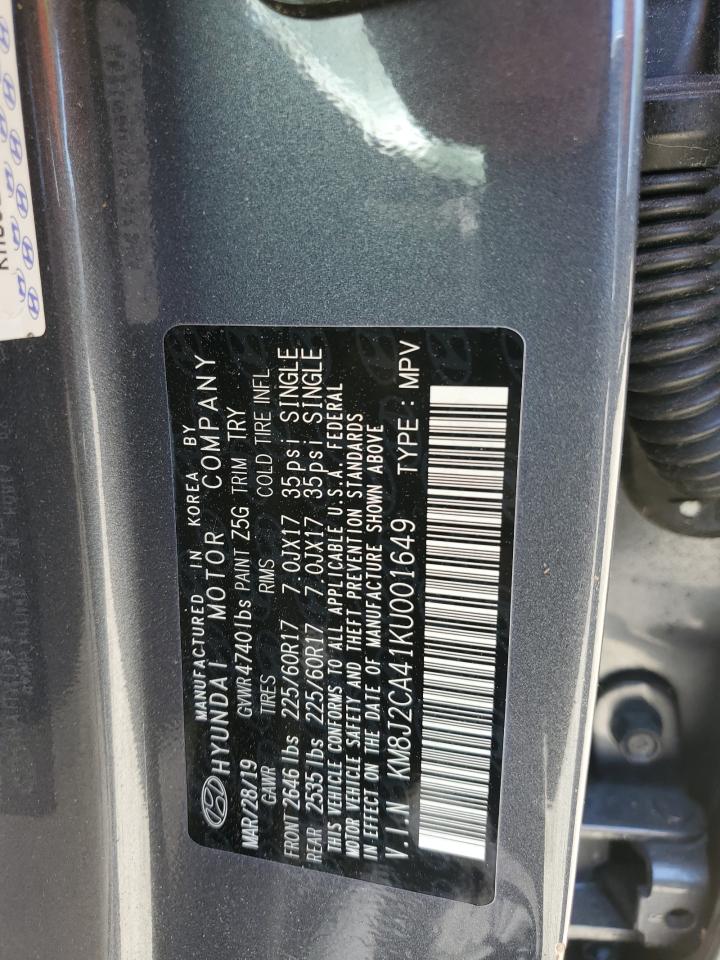 MANUFACTURED IN KOREA BY
HYUNDAI MOTOR COMPANY
MAR/28/19 GVWR 4740lbs PAINT Z5G TRIM TRY
GAWR TIRES RIMS COLD TIRE INFL
FRONT 2646 lbs 225/60R17 7.0JX17 35psi SINGLE
REAR 2535 lbs 225/60R17 7.0JX17 35psi SINGLE
THIS VEHICLE CONFORMS TO ALL APPLICABLE U.S.A. FEDERAL
MOTOR VEHICLE SAFETY AND THEFT PREVENTION STANDARDS
IN EFFECT ON THE DATE OF MANUFACTURE SHOWN ABOVE
V.I.N KM8J2CA41KU001649 TYPE : MPV